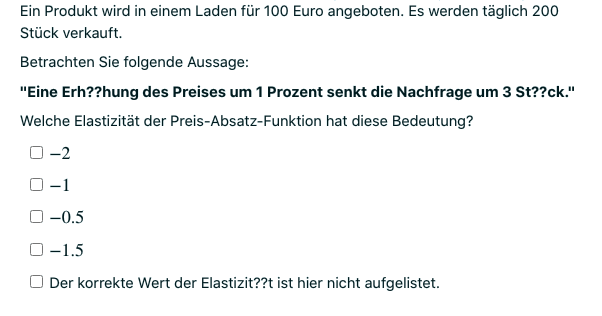 Ein Produkt wird in einem Laden für 100 Euro angeboten. Es werden täglich 200
Stück verkauft.
Betrachten Sie folgende Aussage:
"Eine Erh??hung des Preises um 1 Prozent senkt die Nachfrage um 3 St??ck."
Welche Elastizität der Preis-Absatz-Funktion hat diese Bedeutung?
−2
−1
−0.5
−1.5
Der korrekte Wert der Elastizit??t ist hier nicht aufgelistet.